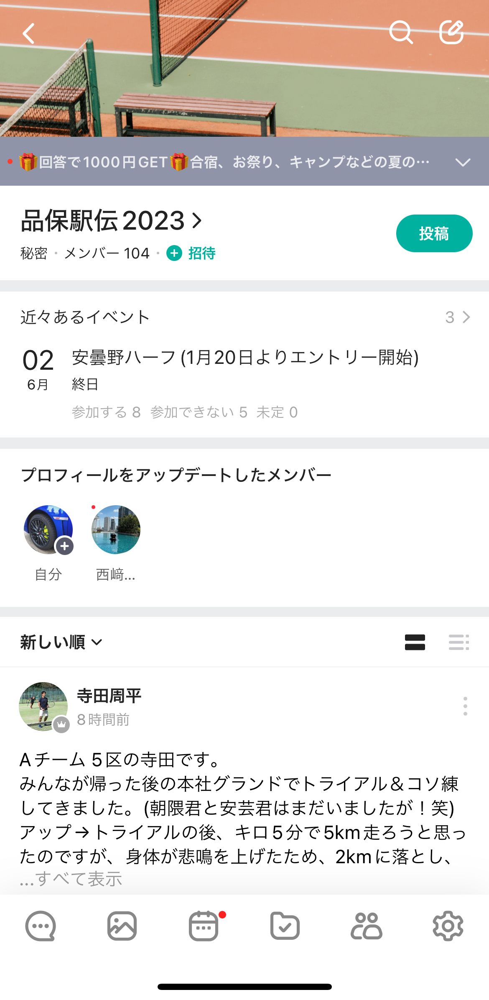 🎁回答で1000円GET🎁合宿、お祭り、キャンプなどの夏の…
品保駅伝2023
投稿
秘密・メンバー 104・招待
近々あるイベント
3
02
安曇野ハーフ(1月20日よりエントリー開始)
6月
終日
参加する 8 参加できない 5 未定 0
プロフィールをアップデートしたメンバー
自分
西﨑...
新しい順
寺田周平
8時間前
Aチーム 5区の寺田です。
みんなが帰った後の本社グランドでトライアル＆コソ練
してきました。(朝隈君と安芸君はまだいましたが！笑)
アップ→トライアルの後、キロ5分で5km走ろうと思っ
たのですが、身体が悲鳴を上げたため、2kmに落とし、
...すべて表示